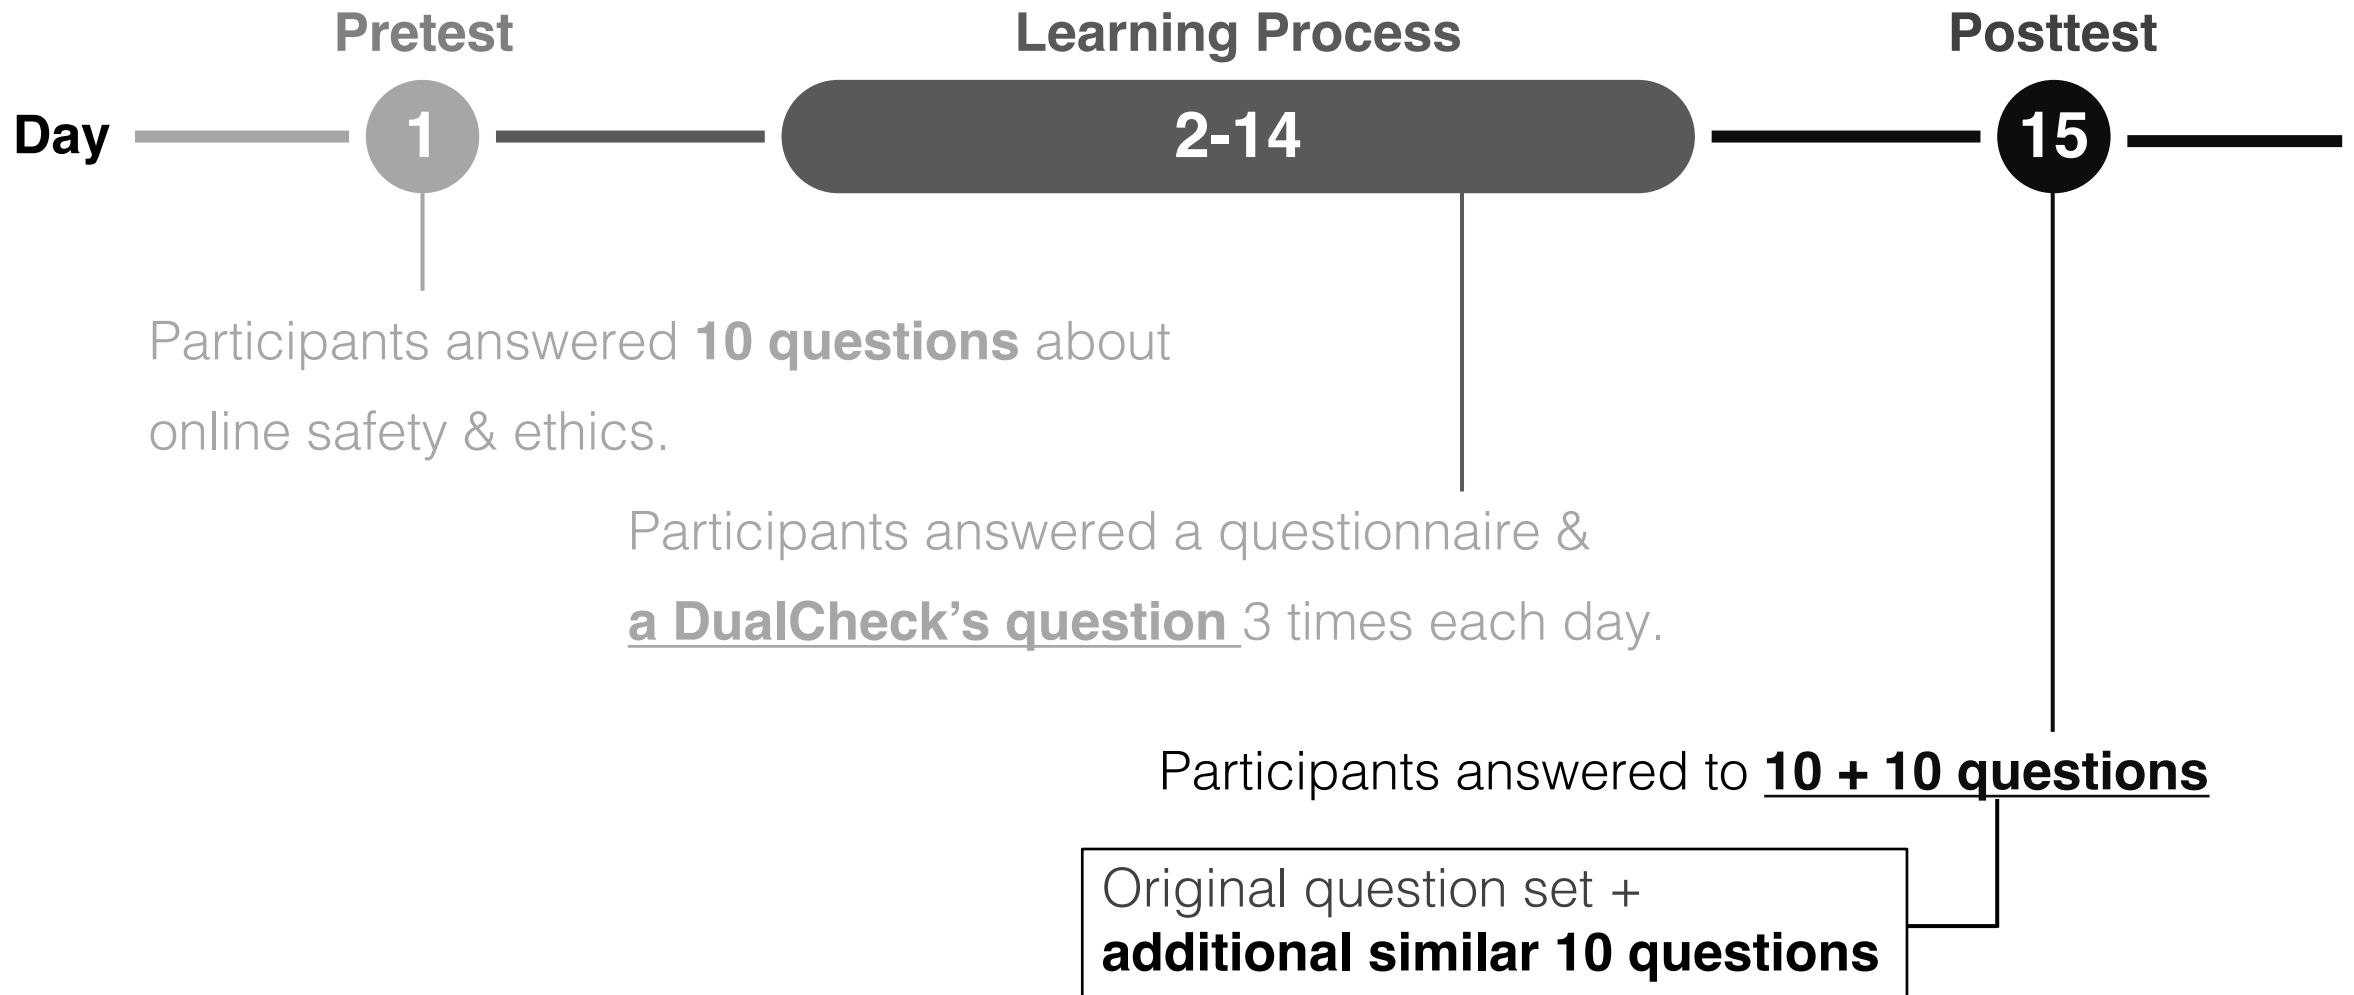 Pretest
Learning Process
Posttest
Day
1
2-14
15
Participants answered 10 questions about
online safety & ethics.
Participants answered a questionnaire &
a DualCheck’s question 3 times each day.
Participants answered to 10 + 10 questions
Original question set +
additional similar 10 questions